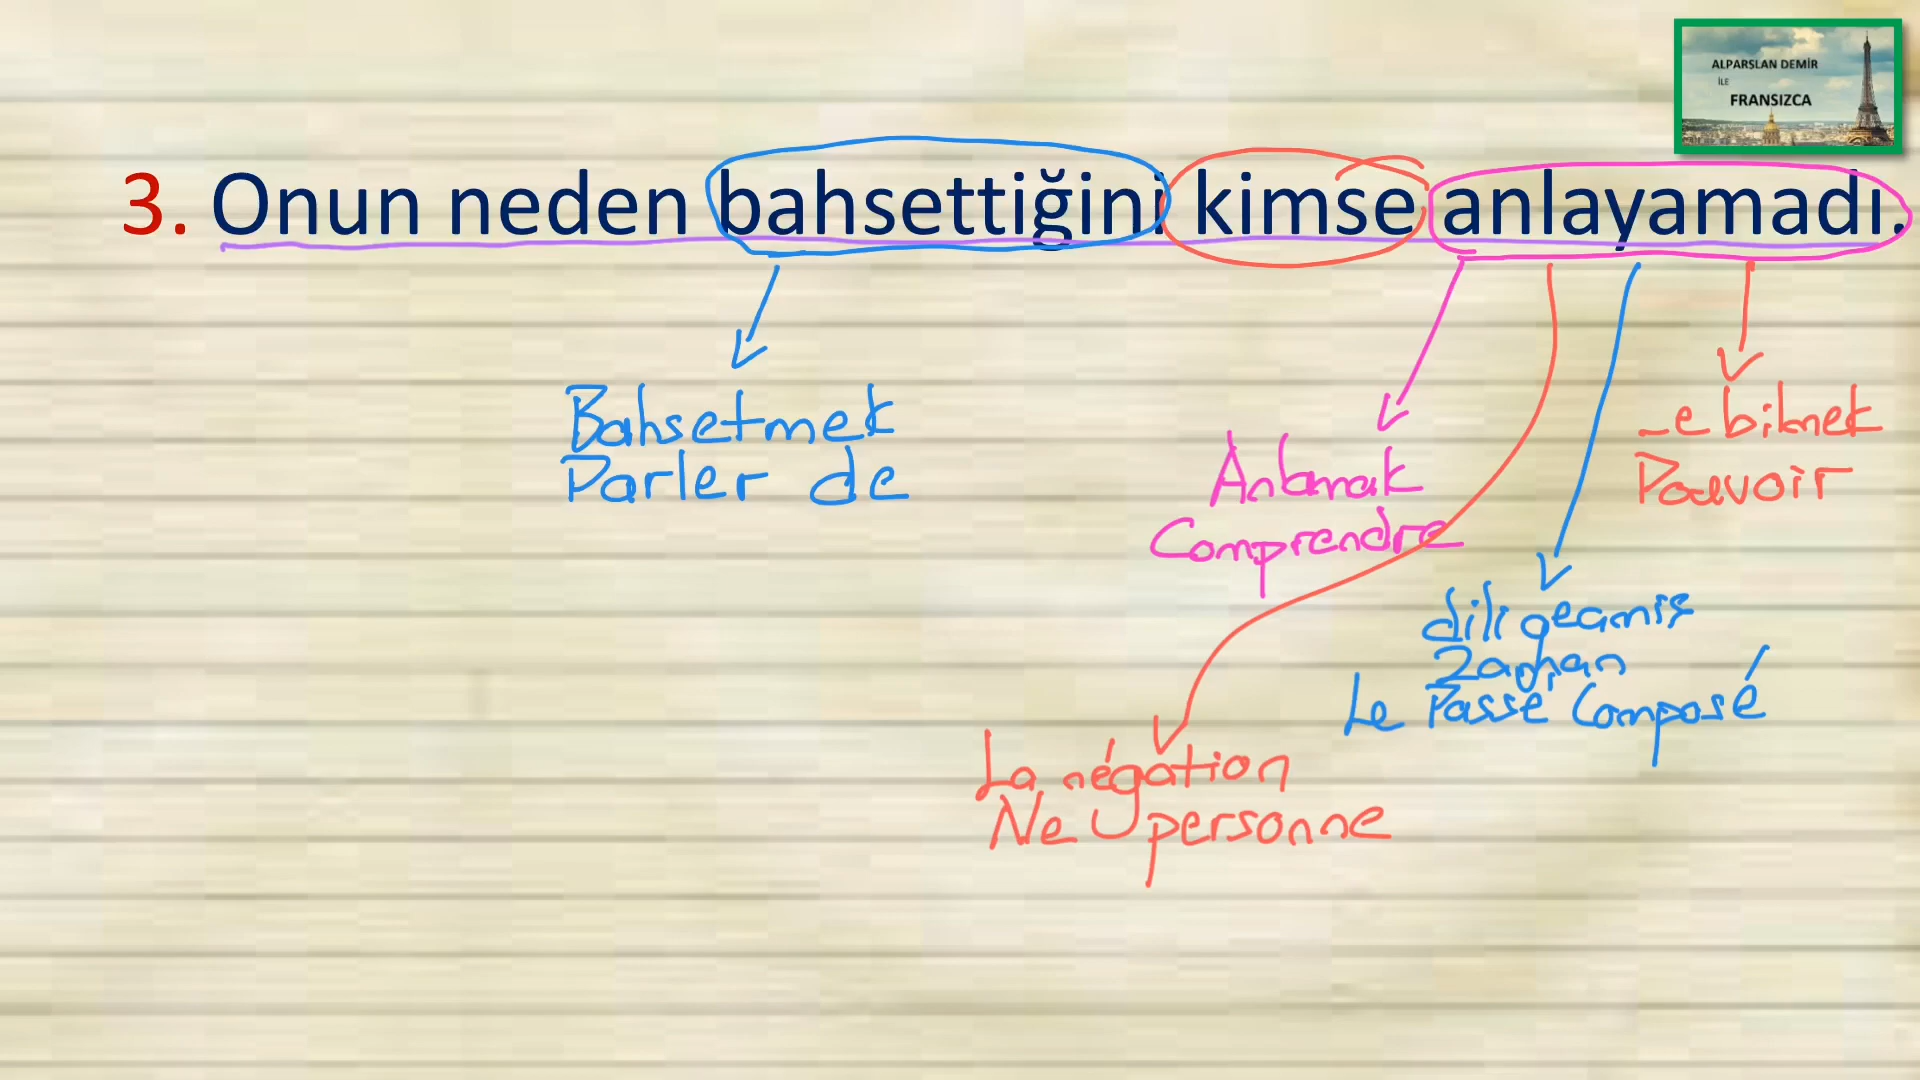 ALPARSLAN DEMİR
İLE
FRANSIZCA
3. Onun neden bahsettiğini kimse anlayamadı.
Bahsetmek
Parler de
Anlamak
Comprendre
-e bilmek
Pouvoir
dili geçmiş
Zaman
Le Passé Composé
La négation
Ne personne